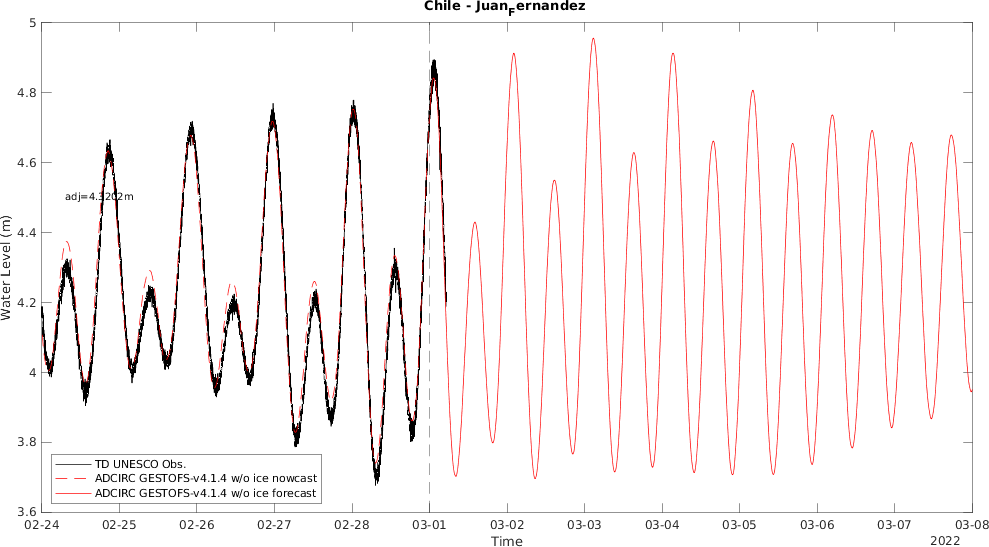 Chile - Juan_Fernandez
5
4.8
4.6
4.4
4.2
4
3.8
3.6
Water Level (m)
adj=4.3202m
TD UNESCO Obs.
ADCIRC GESTOFS-v4.1.4 w/o ice nowcast
ADCIRC GESTOFS-v4.1.4 w/o ice forecast
02-24 02-25 02-26 02-27 02-28 03-01 03-02 03-03 03-04 03-05 03-06 03-07 03-08
Time
2022